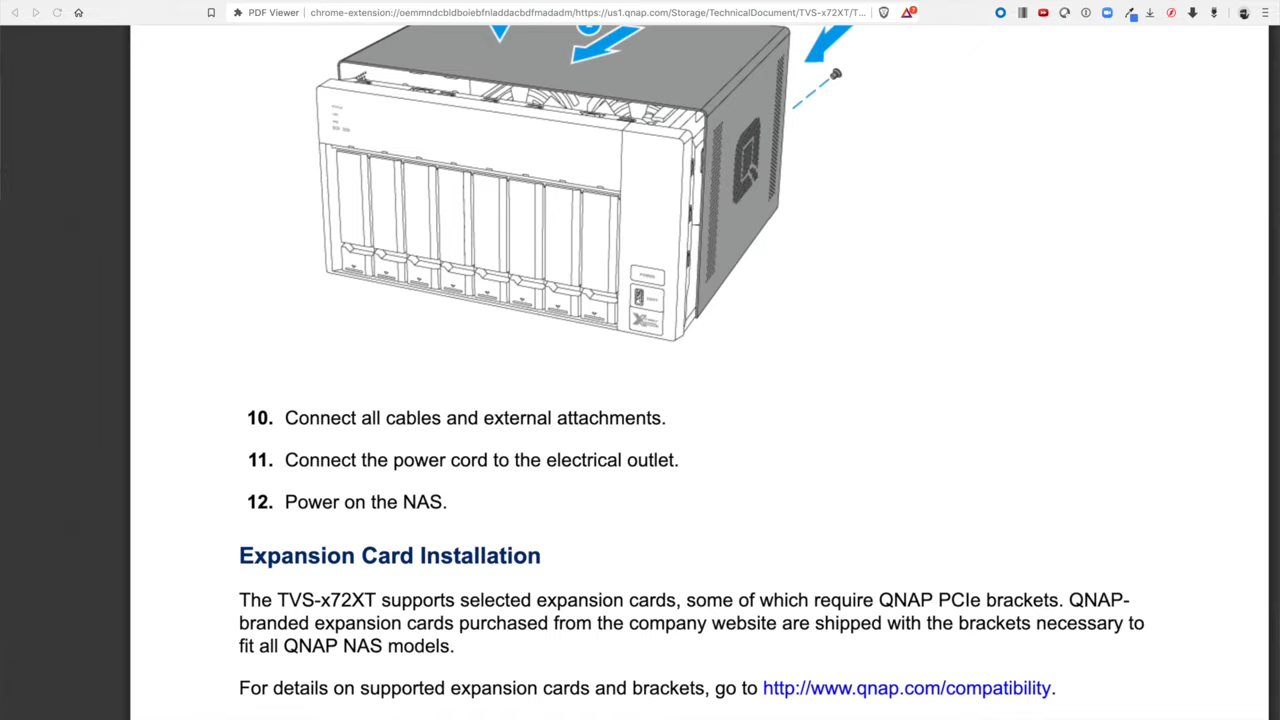 PDF Viewer
chrome-extension://oemmndcbldboiebfnladdacbdfmadadm/https://us1.qnap.com/Storage/TechnicalDocument/TVS-x72XT/T...
POWER
10. Connect all cables and external attachments.
11. Connect the power cord to the electrical outlet.
12. Power on the NAS.
Expansion Card Installation
The TVS-x72XT supports selected expansion cards, some of which require QNAP PCIe brackets. QNAP-
branded expansion cards purchased from the company website are shipped with the brackets necessary to
fit all QNAP NAS models.
For details on supported expansion cards and brackets, go to http://www.qnap.com/compatibility.